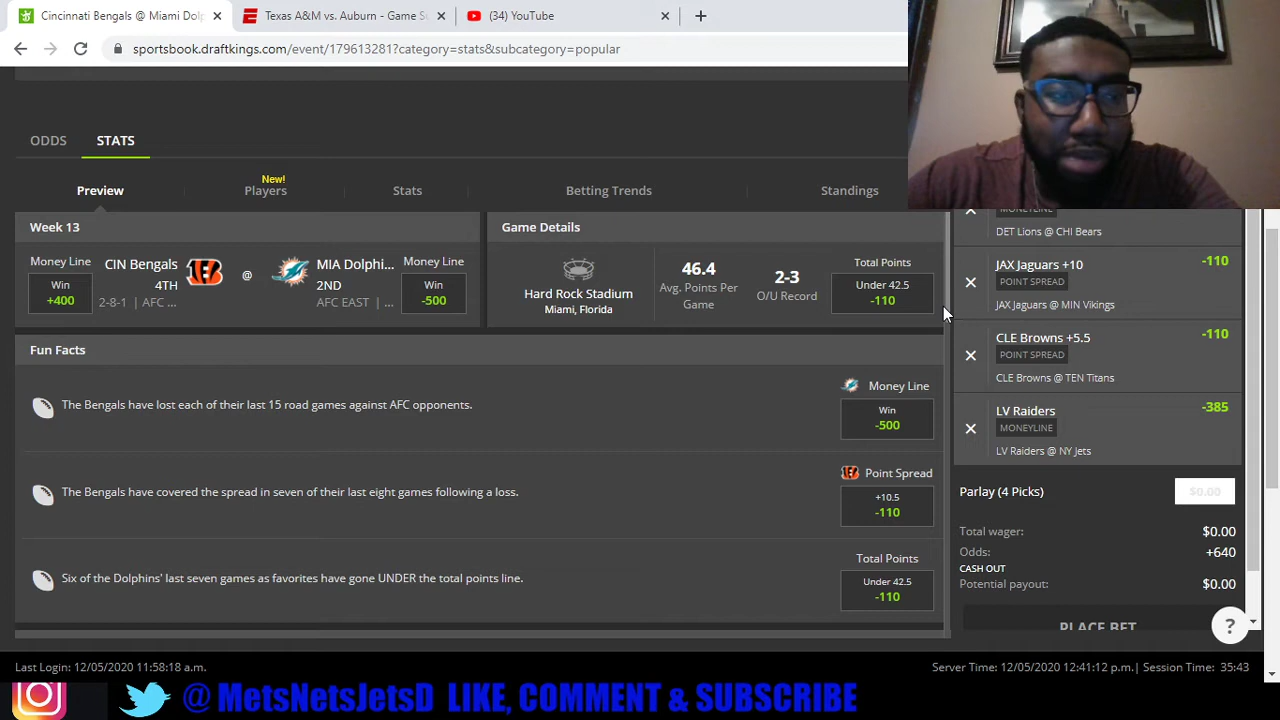 Cincinnati Bengals @ Miami Dolp
Texas A&M vs. Auburn - Game S
(34) YouTube
sportsbook.draftkings.com/event/179613281?category=stats&subcategory=popular
ODDS STATS
New!
Preview Players Stats Betting Trends Standings
Week 13
Money Line
Win
+400
CIN Bengals
4TH
2-8-1 | AFC ...
@
MIA Dolphi...
2ND
AFC EAST | ...
Money Line
Win
-500
Game Details
Hard Rock Stadium
Miami, Florida
46.4
Avg. Points Per
Game
2-3
O/U Record
Total Points
Under 42.5
-110
Fun Facts
The Bengals have lost each of their last 15 road games against AFC opponents.
Money Line
Win
-500
The Bengals have covered the spread in seven of their last eight games following a loss.
Point Spread
+10.5
-110
Six of the Dolphins' last seven games as favorites have gone UNDER the total points line.
Total Points
Under 42.5
-110
MONEYLINE
DET Lions @ CHI Bears
JAX Jaguars +10 -110
POINT SPREAD
JAX Jaguars @ MIN Vikings
CLE Browns +5.5 -110
POINT SPREAD
CLE Browns @ TEN Titans
LV Raiders -385
MONEYLINE
LV Raiders @ NY Jets
Parlay (4 Picks) $0.00
Total wager: $0.00
Odds: +640
CASH OUT
Potential payout: $0.00
PLACE BET
?
Last Login: 12/05/2020 11:58:18 a.m.
Server Time: 12/05/2020 12:41:12 p.m. | Session Time: 35:43
@ MetsNetsJetsD LIKE, COMMENT & SUBSCRIBE